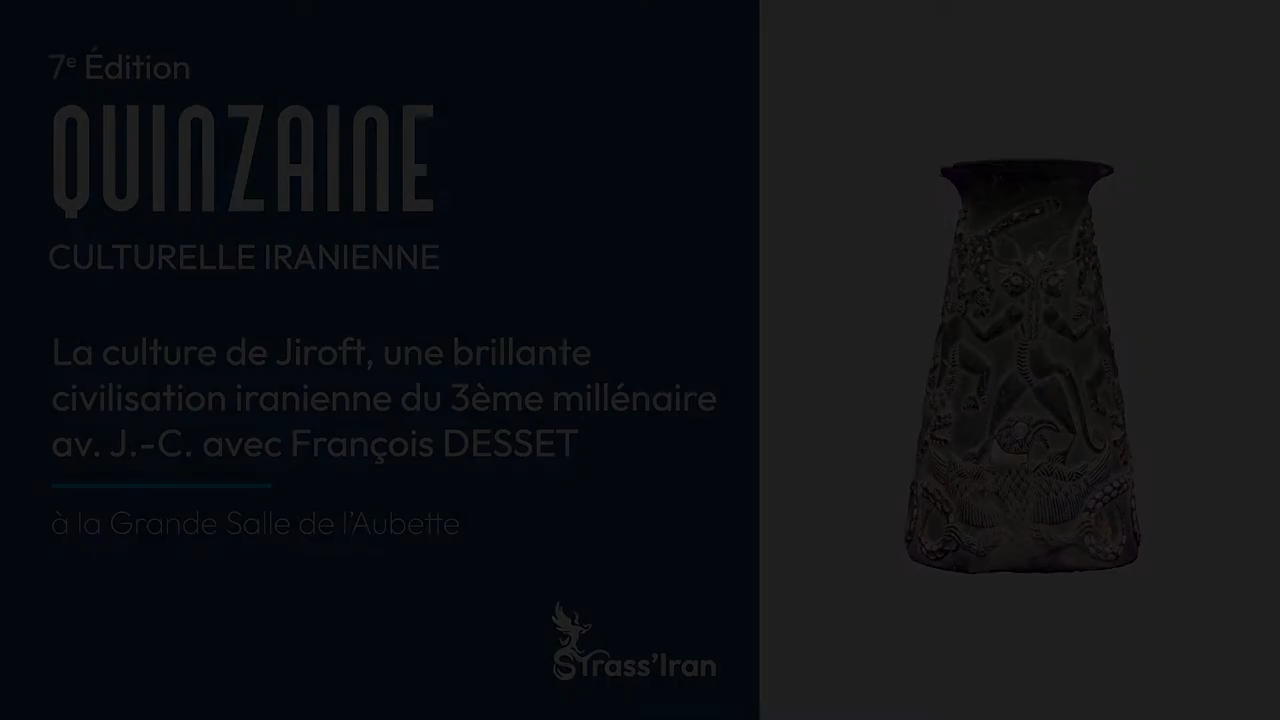 7e Édition
QUINZAINE
CULTURELLE IRANIENNE
La culture de Jiroft, une brillante
civilisation iranienne du 3ème millénaire
av. J.-C. avec François DESSET
à la Grande Salle de l'Aubette
Strass'Iran